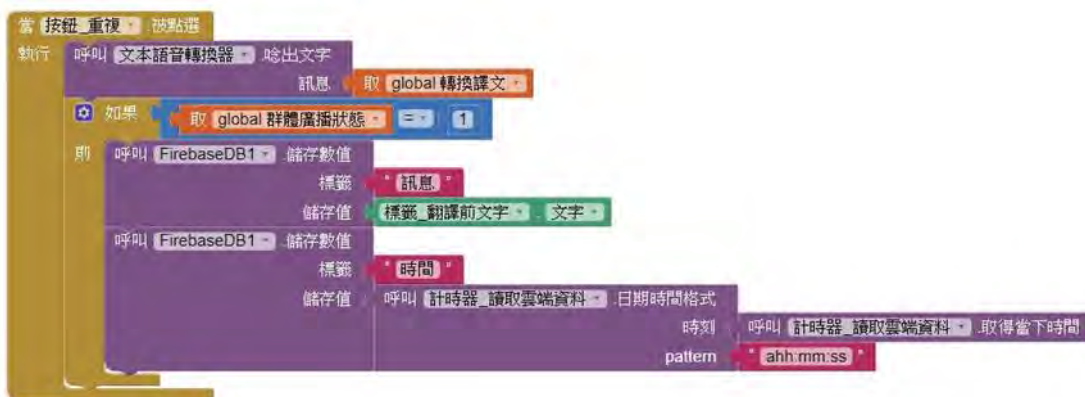 當 按鈕_重複 .被點選
執行 呼叫 文本語音轉換器 .唸出文字
訊息 取 global 轉換譯文
如果 取 global 群體廣播狀態 = 1
則 呼叫 FirebaseDB1 .儲存數值
標籤 " 訊息 "
儲存值 標籤_翻譯前文字 . 文字
呼叫 FirebaseDB1 .儲存數值
標籤 " 時間 "
儲存值 呼叫 計時器_讀取雲端資料 .日期時間格式
時刻 呼叫 計時器_讀取雲端資料 .取得當下時間
pattern " ahh:mm:ss "